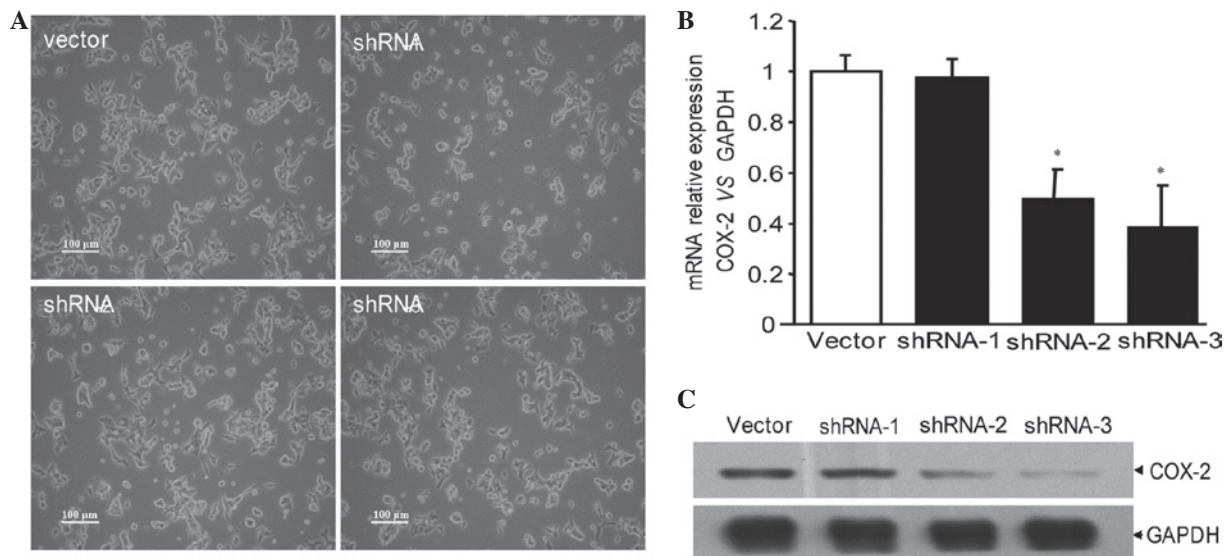 A
vector
shRNA
100 µm
100 µm
shRNA
shRNA
100 µm
100 µm
B
mRNA relative expression
COX-2 VS GAPDH
1.2
1
0.8
0.6
0.4
0.2
0
*
*
Vector shRNA-1 shRNA-2 shRNA-3
C
Vector shRNA-1 shRNA-2 shRNA-3
COX-2
GAPDH